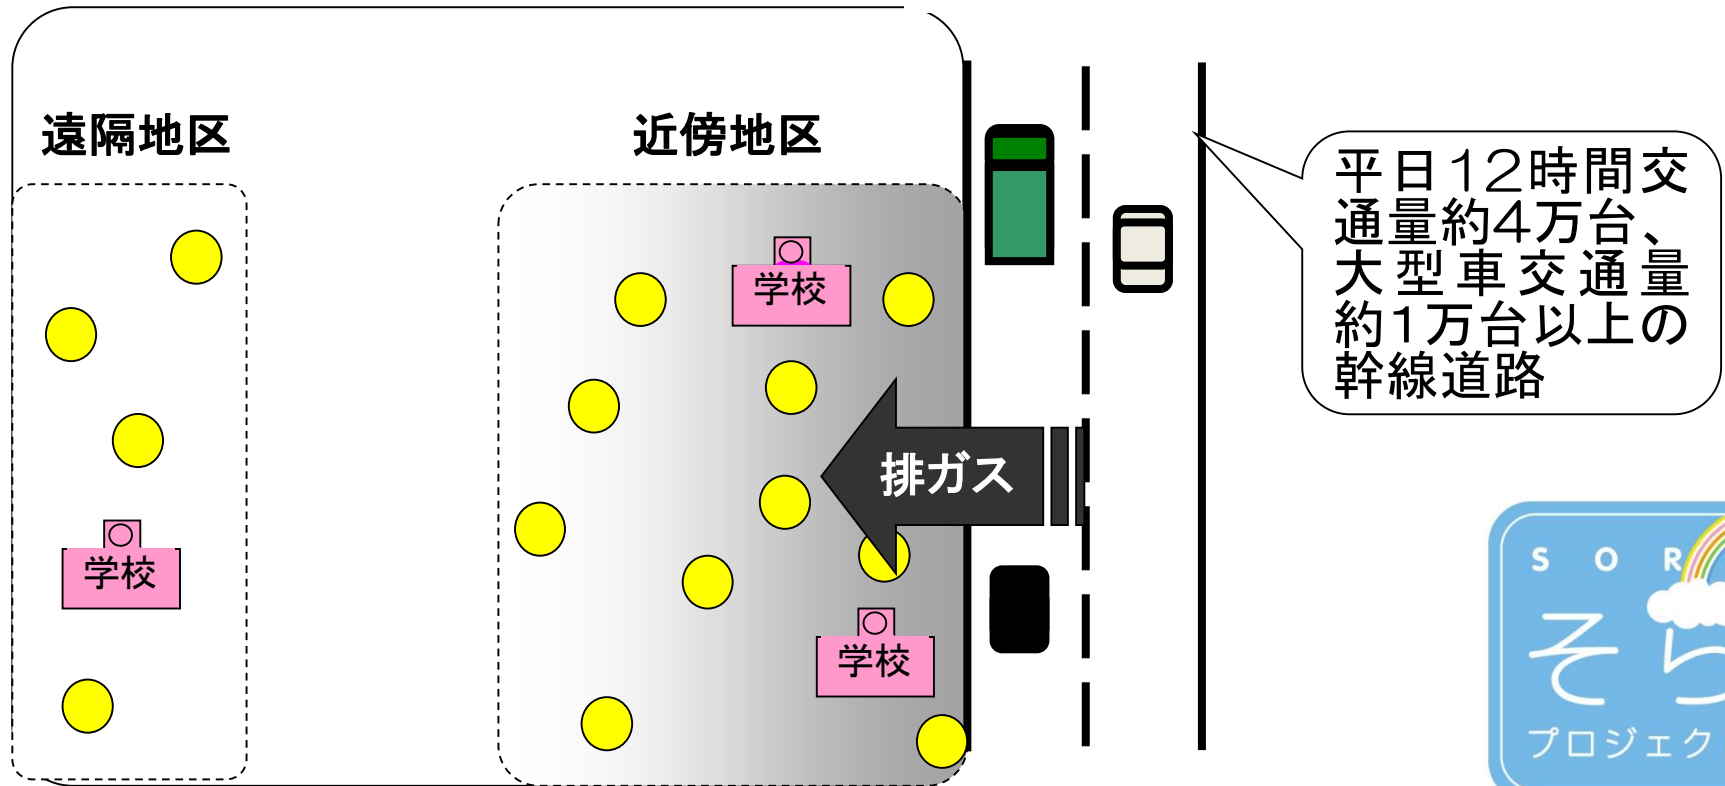 遠隔地区
近傍地区
平日12時間交
通量約4万台、
大型車交通量
約1万台以上の
幹線道路
学校
排ガス
学校
学校
SOR
そら
プロジェク